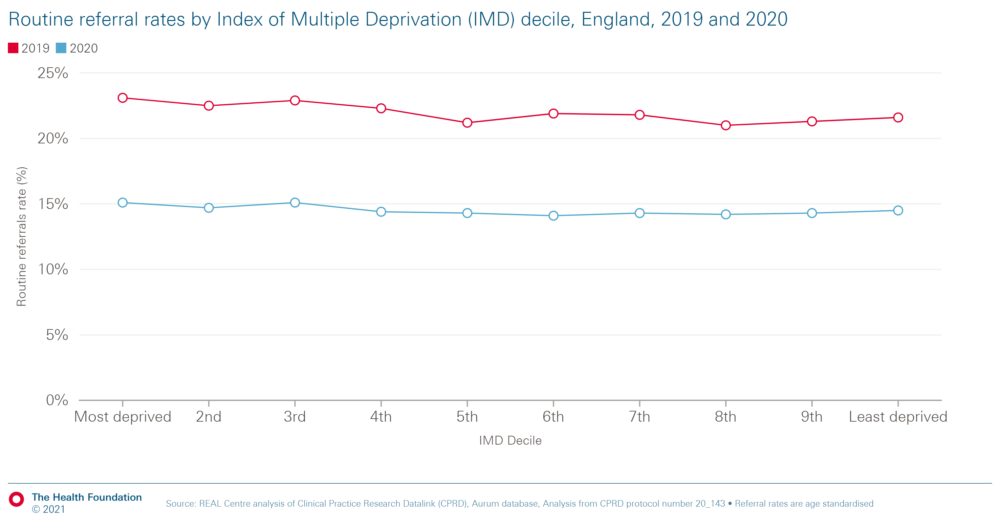 Routine referral rates by Index of Multiple Deprivation (IMD) decile, England, 2019 and 2020
2019 2020
25%
20%
15%
10%
5%
0%
Routine referrals rate (%)
Most deprived 2nd 3rd 4th 5th 6th 7th 8th 9th Least deprived
IMD Decile
The Health Foundation
© 2021
Source: REAL Centre analysis of Clinical Practice Research Datalink (CPRD), Aurum database, Analysis from CPRD protocol number 20_143 • Referral rates are age standardised